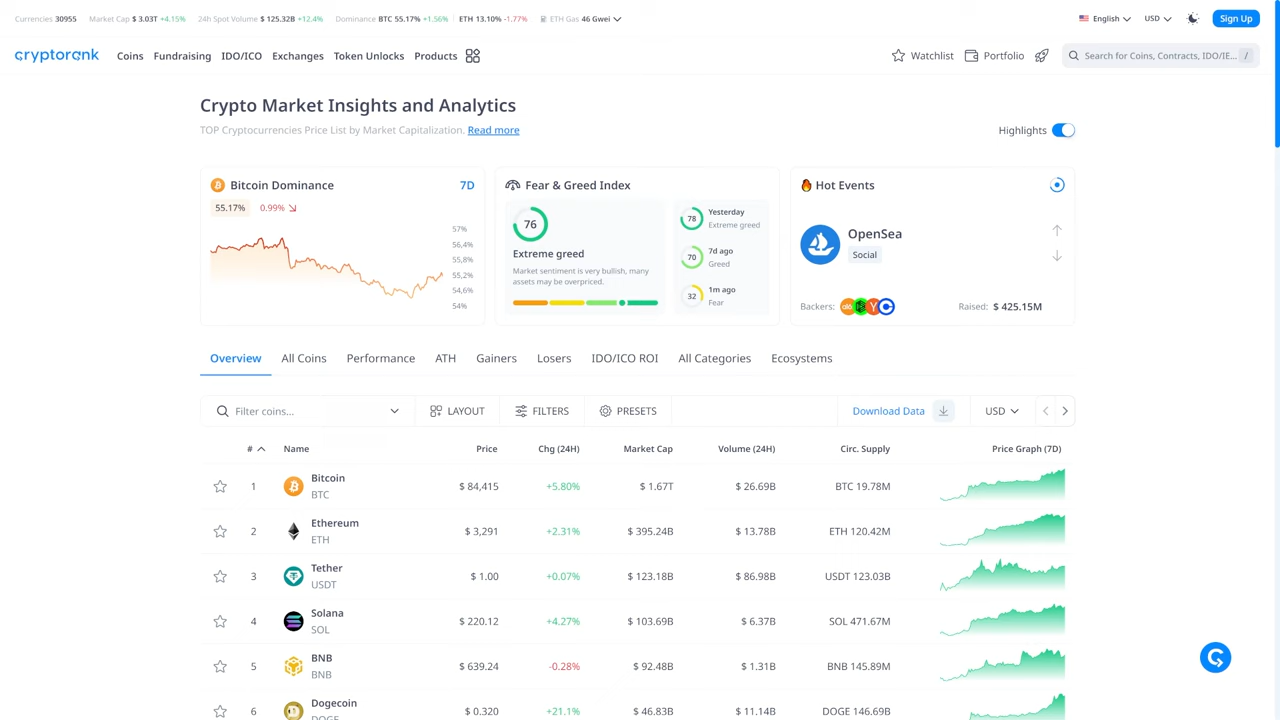 Currencies 30955 Market Cap $ 3.03T +4.15% 24h Spot Volume $ 125.32B +12.4% Dominance BTC 55.17% +1.56% ETH 13.10% -1.77% ETH Gas 46 Gwei English USD Sign Up
cryptorank Coins Fundraising IDO/ICO Exchanges Token Unlocks Products Watchlist Portfolio Search for Coins, Contracts, IDO/IE... /
Crypto Market Insights and Analytics
TOP Cryptocurrencies Price List by Market Capitalization. Read more
Highlights
Bitcoin Dominance 7D
55.17% 0.99%
57%
56,4%
55,8%
55,2%
54,6%
54%
Fear & Greed Index
76
Extreme greed
Market sentiment is very bullish, many
assets may be overpriced.
78 Yesterday
Extreme greed
70 7d ago
Greed
32 1m ago
Fear
Hot Events
OpenSea
Social
Backers: Raised: $ 425.15M
Overview All Coins Performance ATH Gainers Losers IDO/ICO ROI All Categories Ecosystems
Filter coins... LAYOUT FILTERS PRESETS Download Data USD
# Name Price Chg (24H) Market Cap Volume (24H) Circ. Supply Price Graph (7D)
1 Bitcoin BTC $ 84,415 +5.80% $ 1.67T $ 26.69B BTC 19.78M
2 Ethereum ETH $ 3,291 +2.31% $ 395.24B $ 13.78B ETH 120.42M
3 Tether USDT $ 1.00 +0.07% $ 123.18B $ 86.98B USDT 123.03B
4 Solana SOL $ 220.12 +4.27% $ 103.69B $ 6.37B SOL 471.67M
5 BNB BNB $ 639.24 -0.28% $ 92.48B $ 1.31B BNB 145.89M
6 Dogecoin DOGE $ 0.320 +21.1% $ 46.83B $ 11.14B DOGE 146.69B